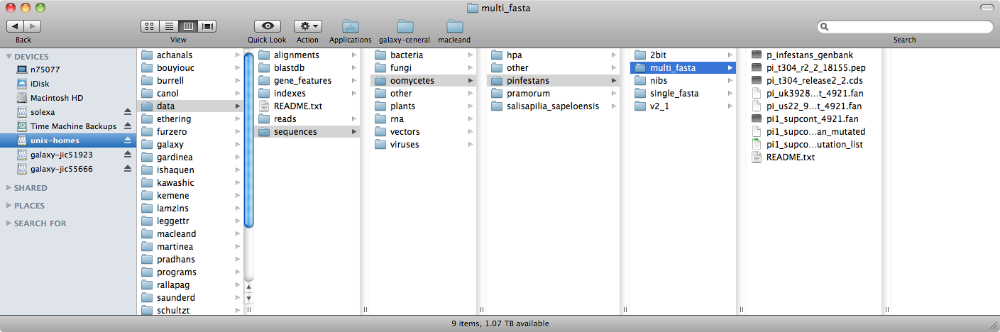 multi_fasta
Back
View
Quick Look
Action
Applications
galaxy-ceneral
macleand
Search
DEVICES
n75077
iDisk
Macintosh HD
solexa
Time Machine Backups
unix-homes
galaxy-jic51923
galaxy-jic55666
SHARED
PLACES
SEARCH FOR
achanals
bouyiouc
burrell
canol
data
ethering
furzero
galaxy
gardinea
ishaquen
kawashic
kemene
lamzins
leggettr
macleand
martinea
pradhans
programs
rallapag
saunderd
schultzt
alignments
blastdb
gene_features
indexes
README.txt
reads
sequences
bacteria
fungi
oomycetes
other
plants
rna
vectors
viruses
hpa
other
pinfestans
pramorum
salisapilia_sapeloensis
2bit
multi_fasta
nibs
single_fasta
v2_1
p_infestans_genbank
pi_t304_r2_2_18155.pep
pi_t304_release2_2.cds
pi_uk3928...t_4921.fan
pi_us22_9...t_4921.fan
pi1_supcont_4921.fan
pi1_supco...an_mutated
pi1_supco...utation_list
README.txt
9 items, 1.07 TB available